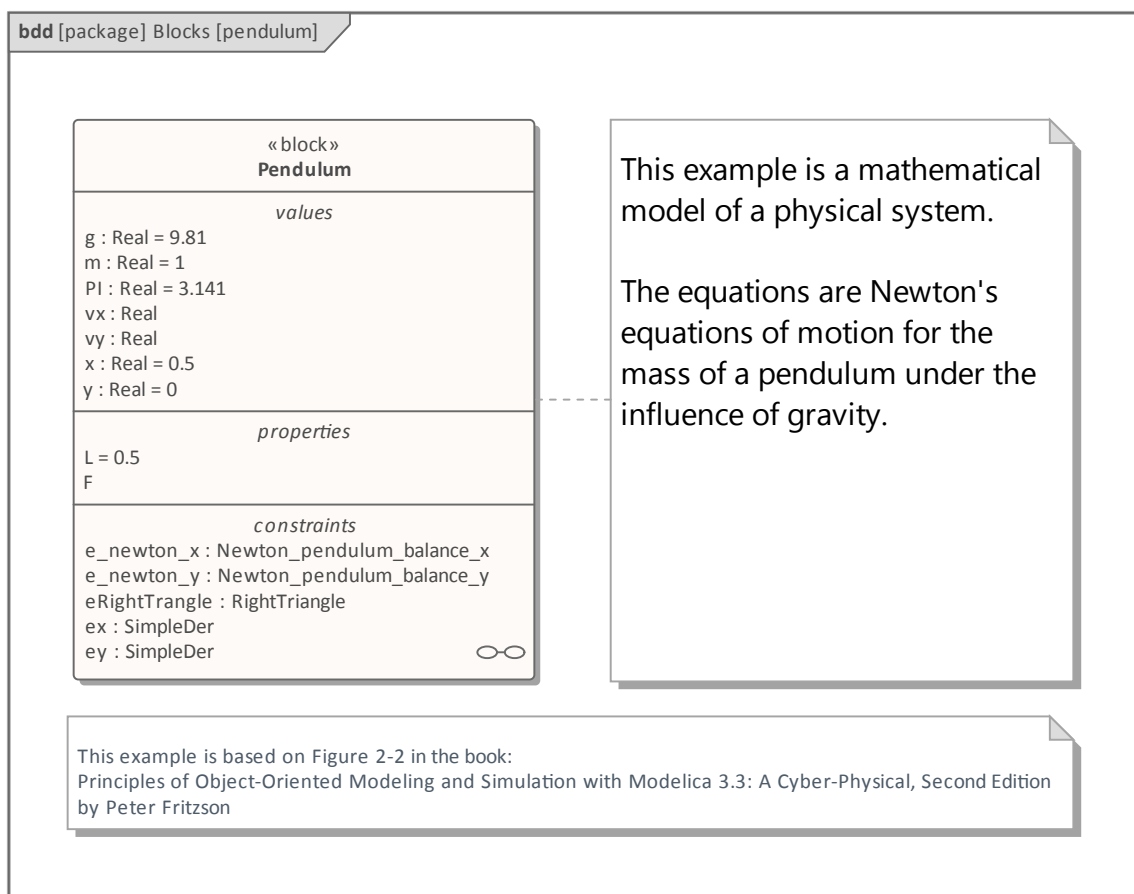 bdd [package] Blocks [pendulum]
«block»
Pendulum
values
g : Real = 9.81
m : Real = 1
PI : Real = 3.141
vx : Real
vy : Real
x : Real = 0.5
y : Real = 0
properties
L = 0.5
F
constraints
e_newton_x : Newton_pendulum_balance_x
e_newton_y : Newton_pendulum_balance_y
eRightTrangle : RightTriangle
ex : SimpleDer
ey : SimpleDer
This example is a mathematical
model of a physical system.
The equations are Newton's
equations of motion for the
mass of a pendulum under the
influence of gravity.
This example is based on Figure 2-2 in the book:
Principles of Object-Oriented Modeling and Simulation with Modelica 3.3: A Cyber-Physical, Second Edition
by Peter Fritzson